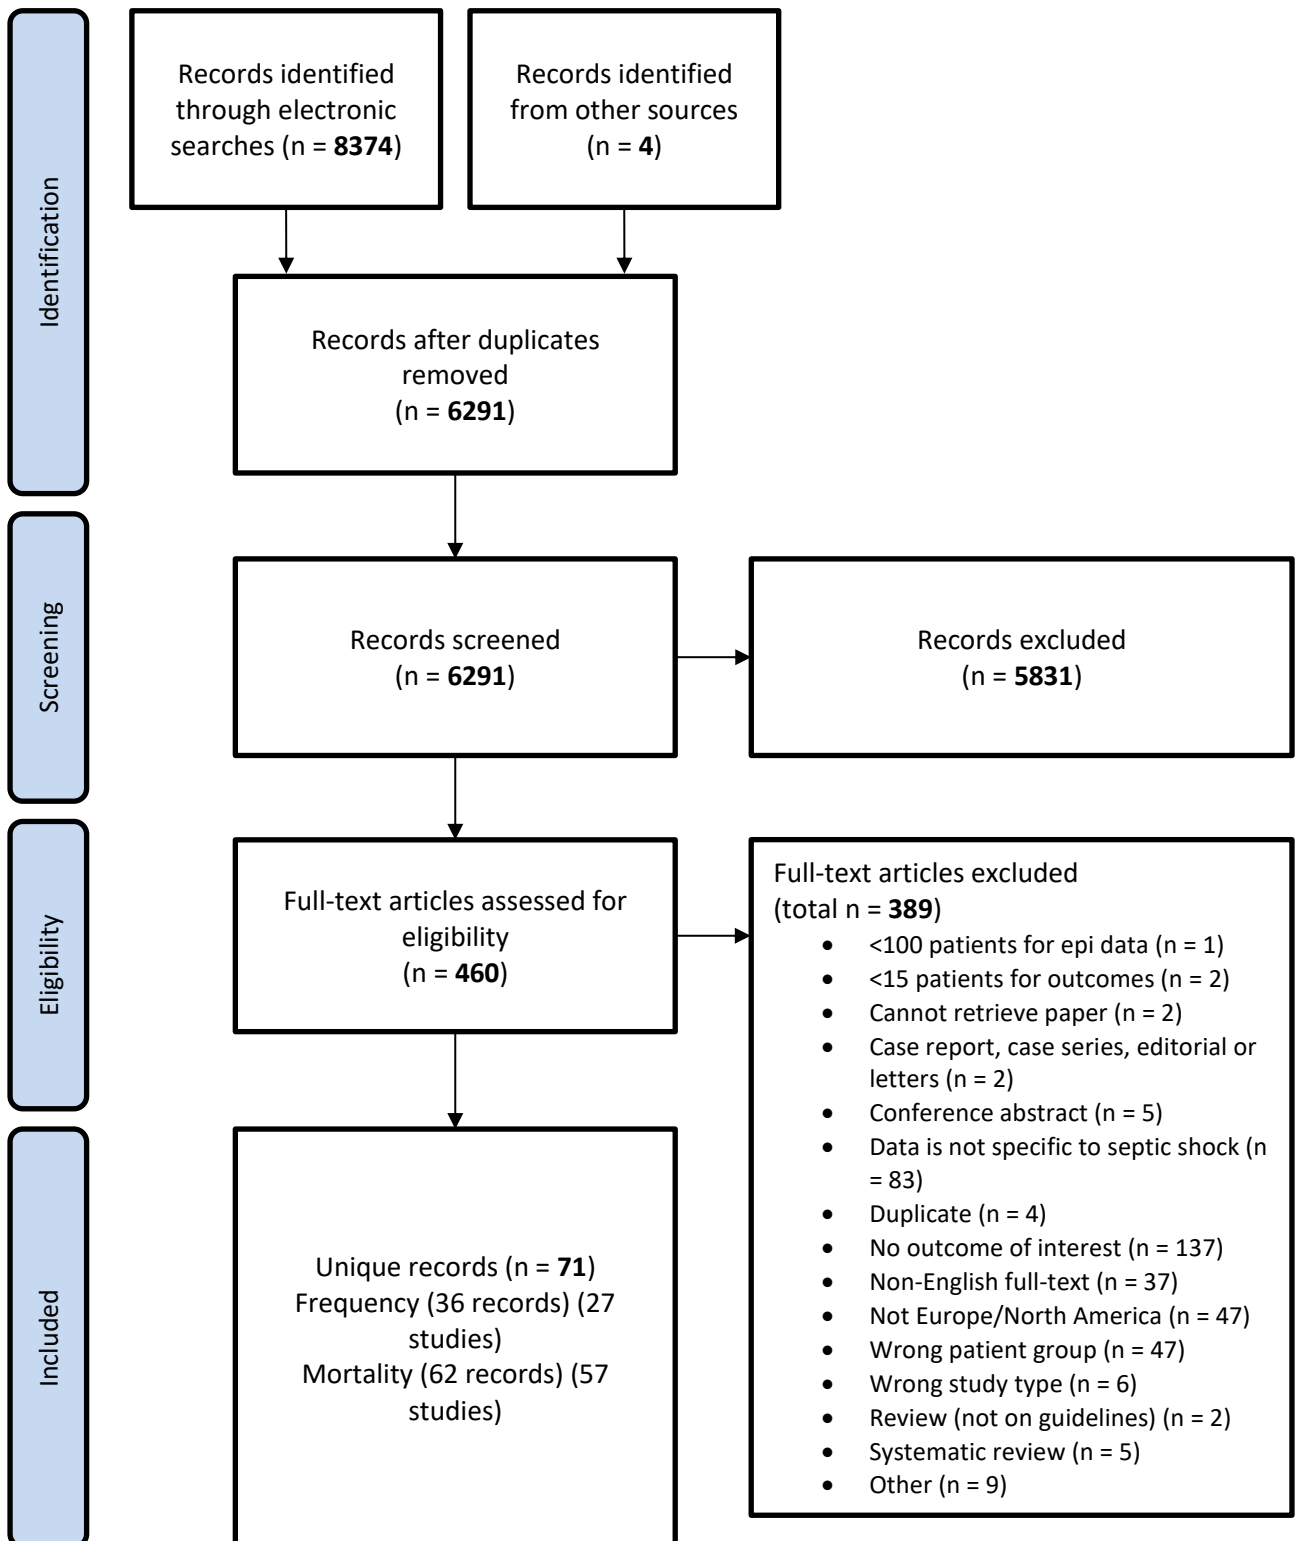 Identification
Records identified
through electronic
searches (n = 8374)
Records identified
from other sources
(n = 4)
Records after duplicates
removed
(n = 6291)
Screening
Records screened
(n = 6291)
Records excluded
(n = 5831)
Eligibility
Full-text articles assessed for
eligibility
(n = 460)
Full-text articles excluded
(total n = 389)
• <100 patients for epi data (n = 1)
• <15 patients for outcomes (n = 2)
• Cannot retrieve paper (n = 2)
• Case report, case series, editorial or
letters (n = 2)
• Conference abstract (n = 5)
• Data is not specific to septic shock (n
= 83)
• Duplicate (n = 4)
• No outcome of interest (n = 137)
• Non-English full-text (n = 37)
• Not Europe/North America (n = 47)
• Wrong patient group (n = 47)
• Wrong study type (n = 6)
• Review (not on guidelines) (n = 2)
• Systematic review (n = 5)
• Other (n = 9)
Included
Unique records (n = 71)
Frequency (36 records) (27
studies)
Mortality (62 records) (57
studies)